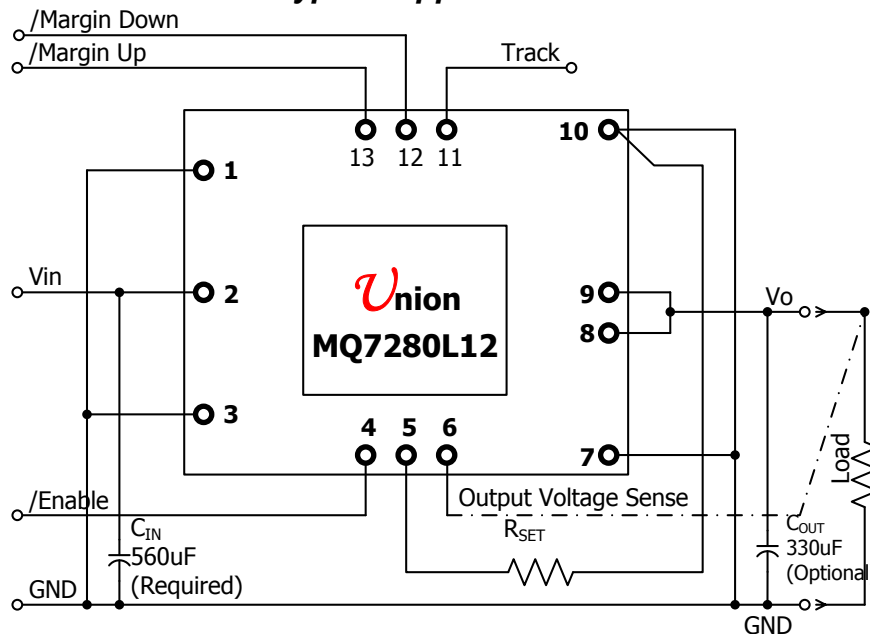 /Margin Down
/Margin Up
Track
13
12
11
10
1
Vin
2
Union
MQ7280L12
9
8
Vo
3
4
5
6
7
/Enable
Output Voltage Sense
Load
RSET
CIN
560uF
(Required)
COUT
330uF
(Optional
GND
GND